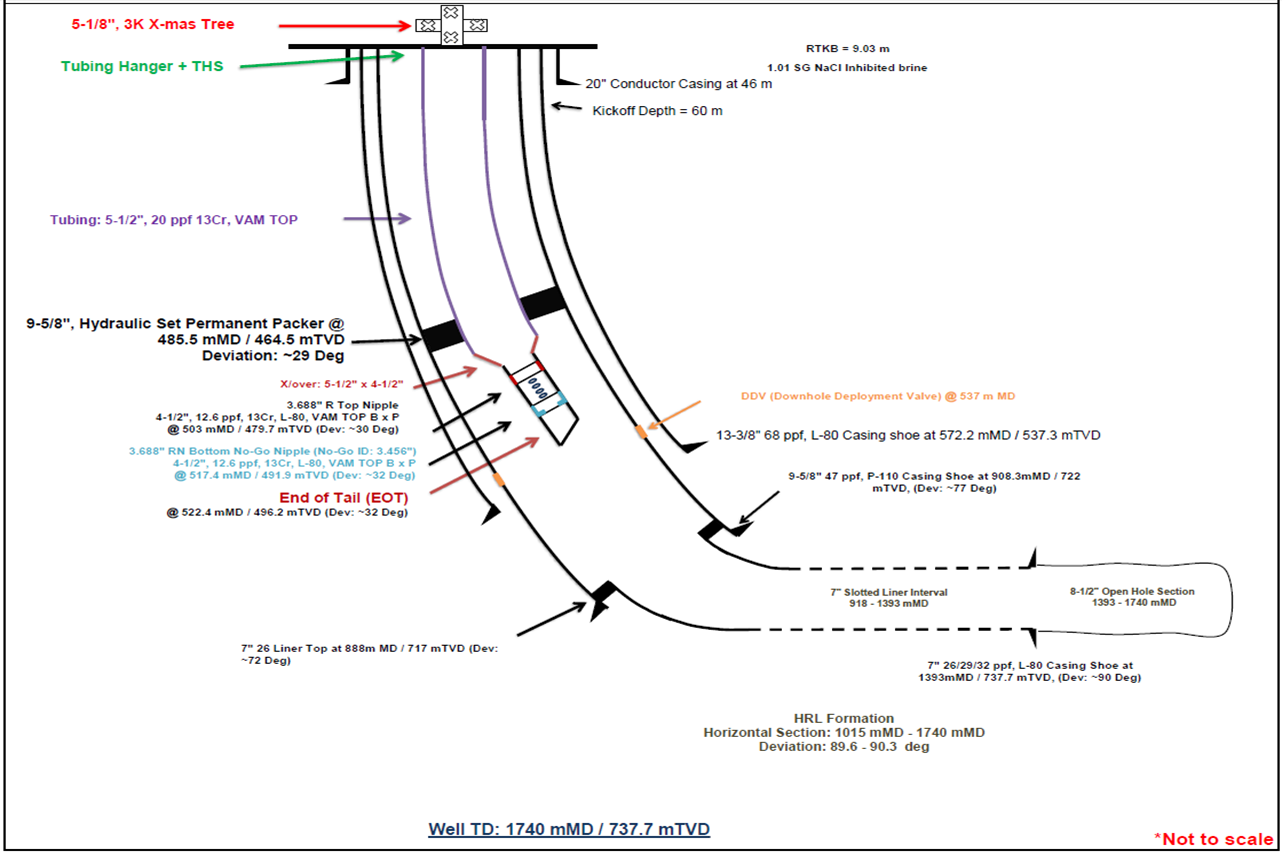 5-1/8", 3K X-mas Tree
RTKB = 9.03 m
Tubing Hanger + THS
1.01 SG NaCl Inhibited brine
20" Conductor Casing at 46 m
Kickoff Depth = 60 m
Tubing: 5-1/2", 20 ppf 13Cr, VAM TOP
9-5/8", Hydraulic Set Permanent Packer @
485.5 mMD / 464.5 mTVD
Deviation: ~29 Deg
X/over: 5-1/2" x 4-1/2"
3.688" R Top Nipple
4-1/2", 12.6 ppf, 13Cr, L-80, VAM TOP B x P
@ 503 mMD / 479.7 mTVD (Dev: ~30 Deg)
3.688" RN Bottom No-Go Nipple (No-Go ID: 3.456")
4-1/2", 12.6 ppf, 13Cr, L-80, VAM TOP B x P
@ 517.4 mMD / 491.9 mTVD (Dev: ~32 Deg)
End of Tail (EOT)
@ 522.4 mMD / 496.2 mTVD (Dev: ~32 Deg)
DDV (Downhole Deployment Valve) @ 537 m MD
13-3/8" 68 ppf, L-80 Casing shoe at 572.2 mMD / 537.3 mTVD
9-5/8" 47 ppf, P-110 Casing Shoe at 908.3mMD / 722
mTVD, (Dev: ~77 Deg)
7" Slotted Liner Interval
918 - 1393 mMD
8-1/2" Open Hole Section
1393 - 1740 mMD
7" 26 Liner Top at 888m MD / 717 mTVD (Dev:
~72 Deg)
7" 26/29/32 ppf, L-80 Casing Shoe at
1393mMD / 737.7 mTVD, (Dev: ~90 Deg)
HRL Formation
Horizontal Section: 1015 mMD - 1740 mMD
Deviation: 89.6 - 90.3 deg
Well TD: 1740 mMD / 737.7 mTVD
*Not to scale